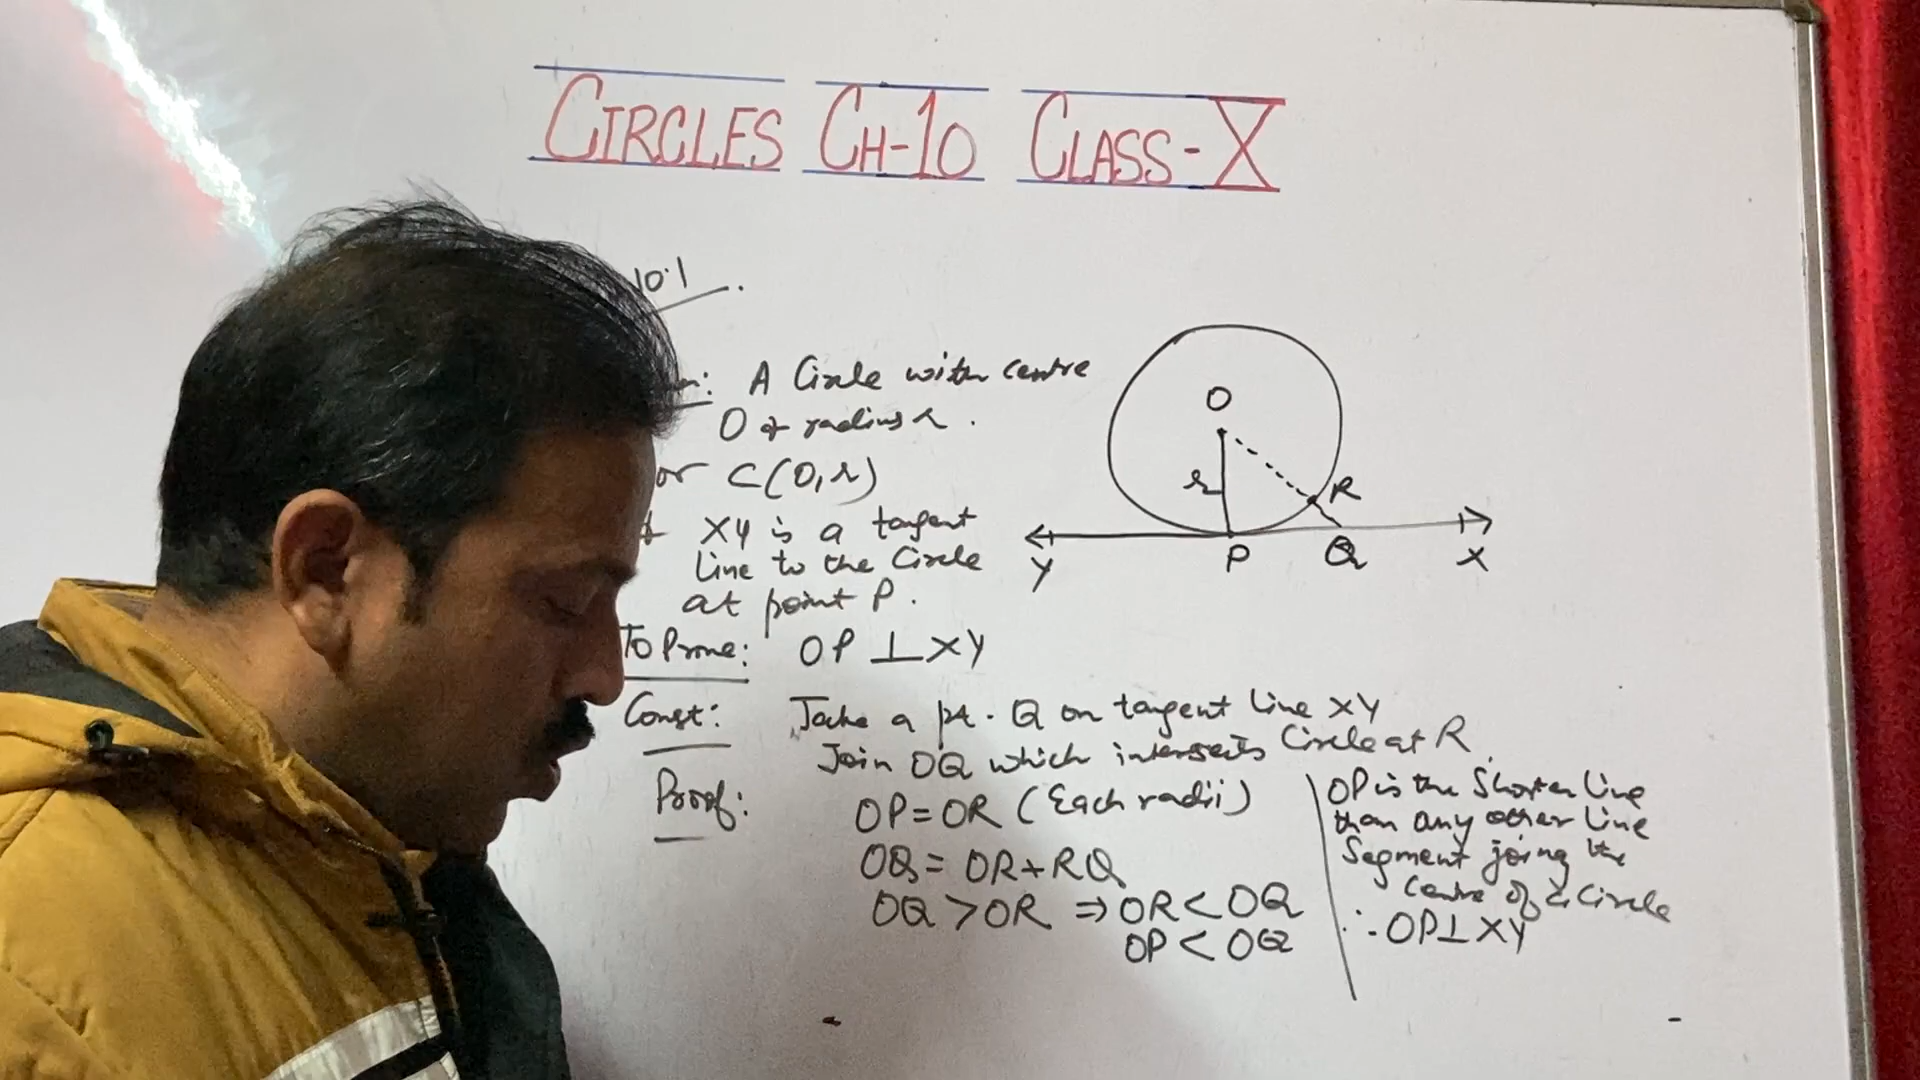 CIRCLES CH-10 CLASS-X
10.1
A Circle with centre
O & radius r.
or C(O,r)
& XY is a tangent
Line to the Circle
at point P.
To Prove: OP ⊥ XY
Const: Take a pt. Q on tangent Line XY
Join OQ which intersects Circle at R.
Proof: OP = OR (Each radii)
OQ = OR + RQ
OQ > OR ⇒ OR < OQ
OP < OQ
OP is the Shorter Line
than any other Line
Segment joing the
Centre of Circle
∴ OP ⊥ XY
O
r
R
P
Q
Y
X